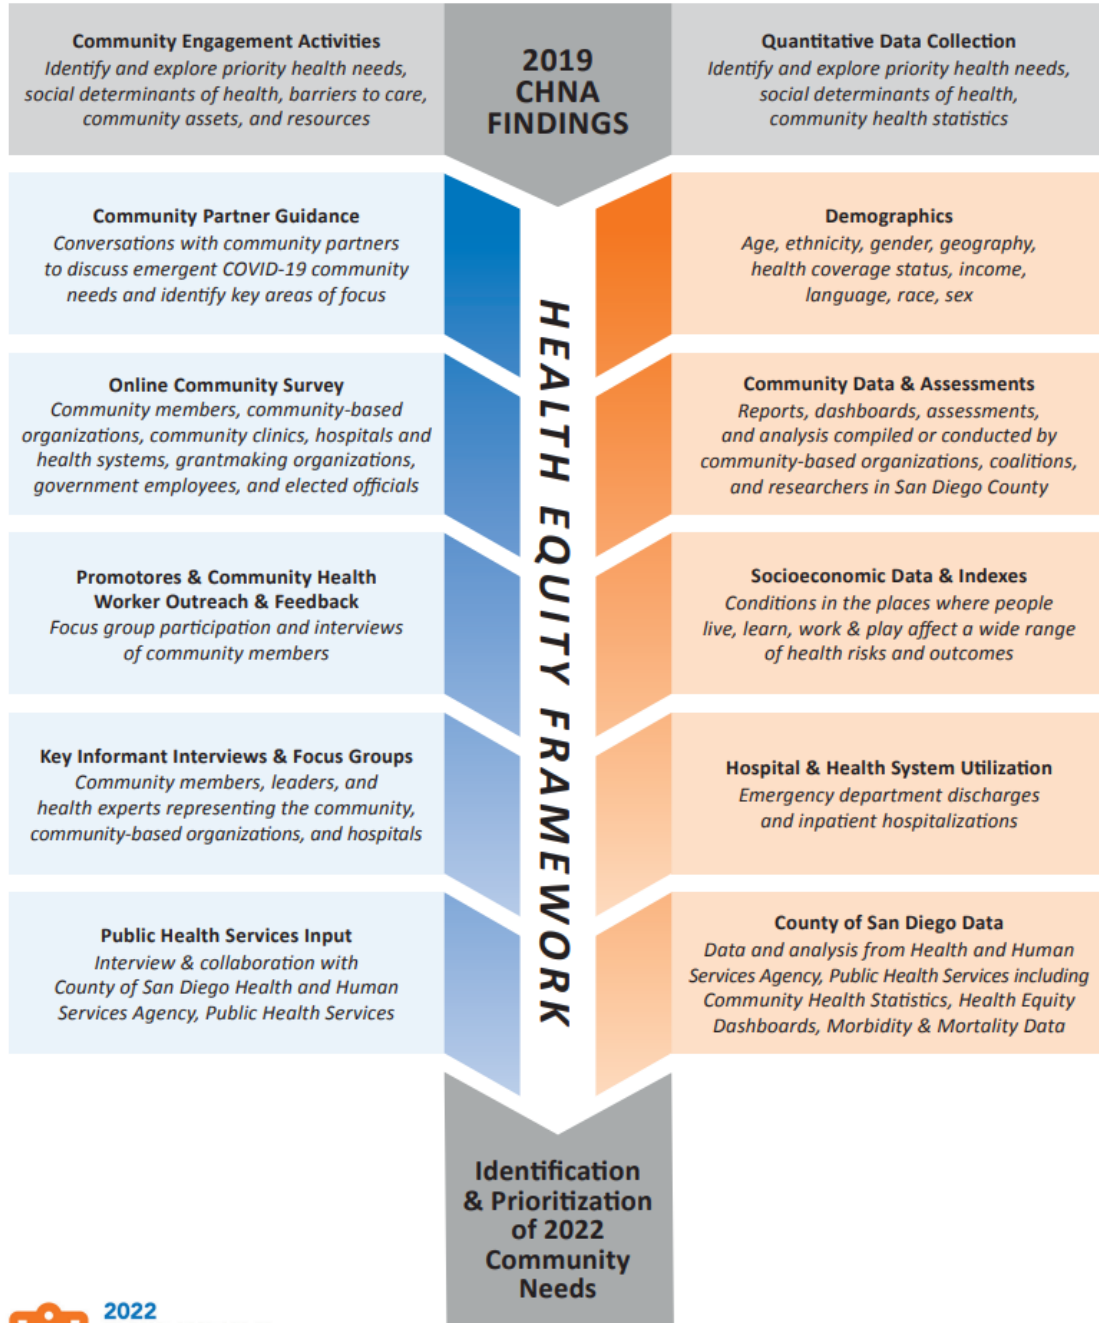 Community Engagement Activities
Identify and explore priority health needs,
social determinants of health, barriers to care,
community assets, and resources
2019
CHNA
FINDINGS
Quantitative Data Collection
Identify and explore priority health needs,
social determinants of health,
community health statistics
Community Partner Guidance
Conversations with community partners
to discuss emergent COVID-19 community
needs and identify key areas of focus
Online Community Survey
Community members, community-based
organizations, community clinics, hospitals and
health systems, grantmaking organizations,
government employees, and elected officials
Promotores & Community Health
Worker Outreach & Feedback
Focus group participation and interviews
of community members
Key Informant Interviews & Focus Groups
Community members, leaders, and
health experts representing the community,
community-based organizations, and hospitals
Public Health Services Input
Interview & collaboration with
County of San Diego Health and Human
Services Agency, Public Health Services
HEALTH EQUITY FRAMEWORK
Demographics
Age, ethnicity, gender, geography,
health coverage status, income,
language, race, sex
Community Data & Assessments
Reports, dashboards, assessments,
and analysis compiled or conducted by
community-based organizations, coalitions,
and researchers in San Diego County
Socioeconomic Data & Indexes
Conditions in the places where people
live, learn, work & play affect a wide range
of health risks and outcomes
Hospital & Health System Utilization
Emergency department discharges
and inpatient hospitalizations
County of San Diego Data
Data and analysis from Health and Human
Services Agency, Public Health Services including
Community Health Statistics, Health Equity
Dashboards, Morbidity & Mortality Data
Identification
& Prioritization
of 2022
Community
Needs
2022